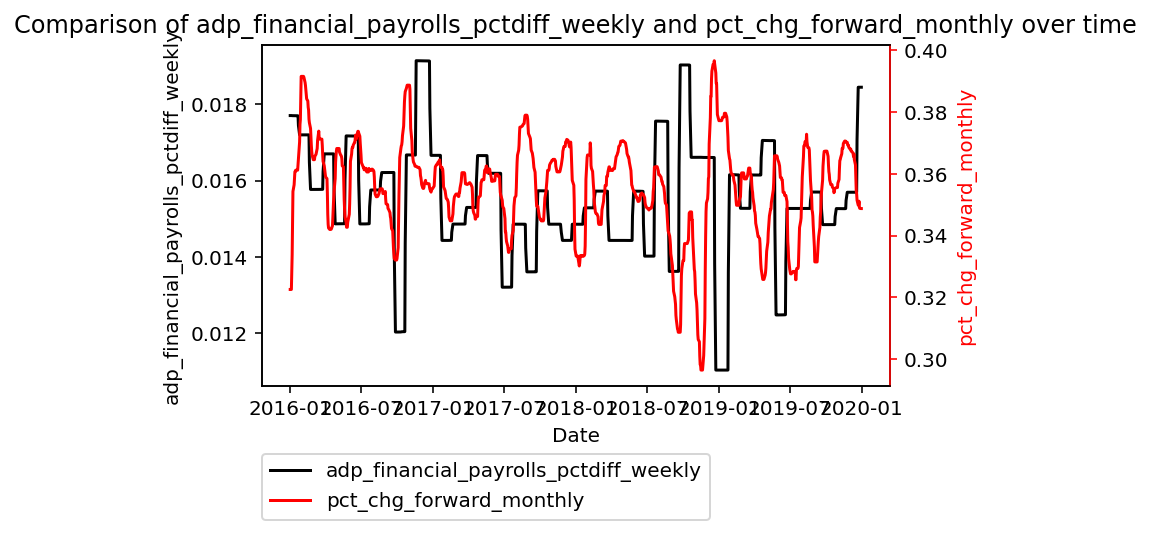 Comparison of adp_financial_payrolls_pctdiff_weekly and pct_chg_forward_monthly over time
adp_financial_payrolls_pctdiff_weekly
0.018
0.016
0.014
0.012
0.40
0.38
0.36
0.34
0.32
0.30
pct_chg_forward_monthly
2016-01 2016-07 2017-01 2017-07 2018-01 2018-07 2019-01 2019-07 2020-01
Date
adp_financial_payrolls_pctdiff_weekly
pct_chg_forward_monthly